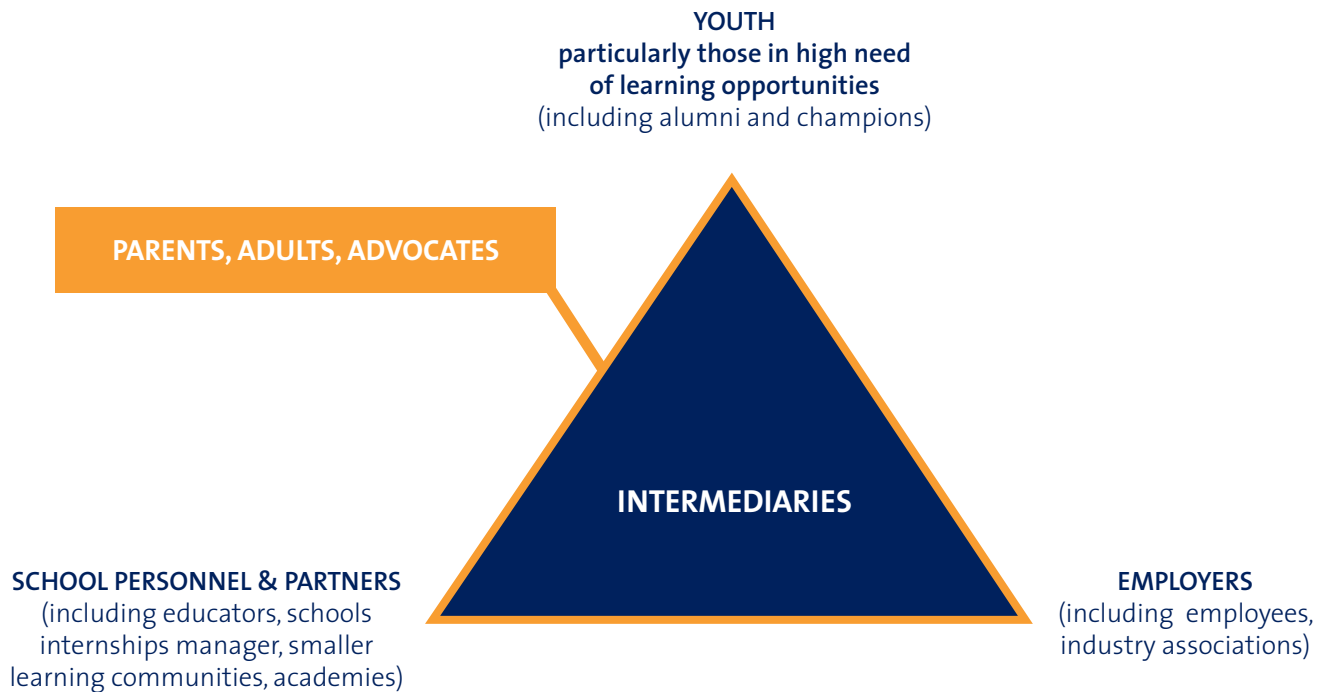 YOUTH
particularly those in high need
of learning opportunities
(including alumni and champions)
PARENTS, ADULTS, ADVOCATES
INTERMEDIARIES
SCHOOL PERSONNEL & PARTNERS
(including educators, schools
internships manager, smaller
learning communities, academies)
EMPLOYERS
(including employees,
industry associations)